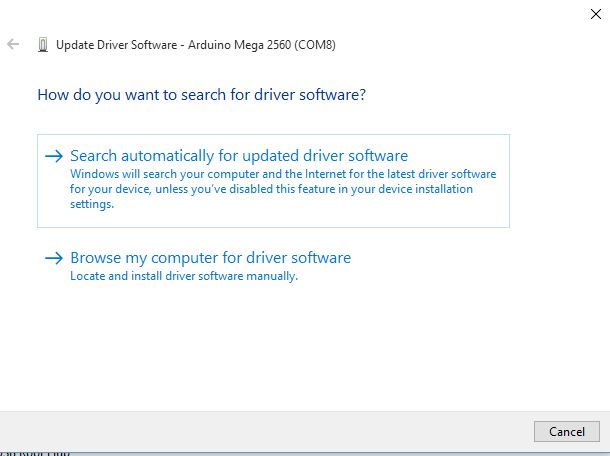 Update Driver Software - Arduino Mega 2560 (COM8)
How do you want to search for driver software?
Search automatically for updated driver software
Windows will search your computer and the Internet for the latest driver software
for your device, unless you've disabled this feature in your device installation
settings.
Browse my computer for driver software
Locate and install driver software manually.
Cancel